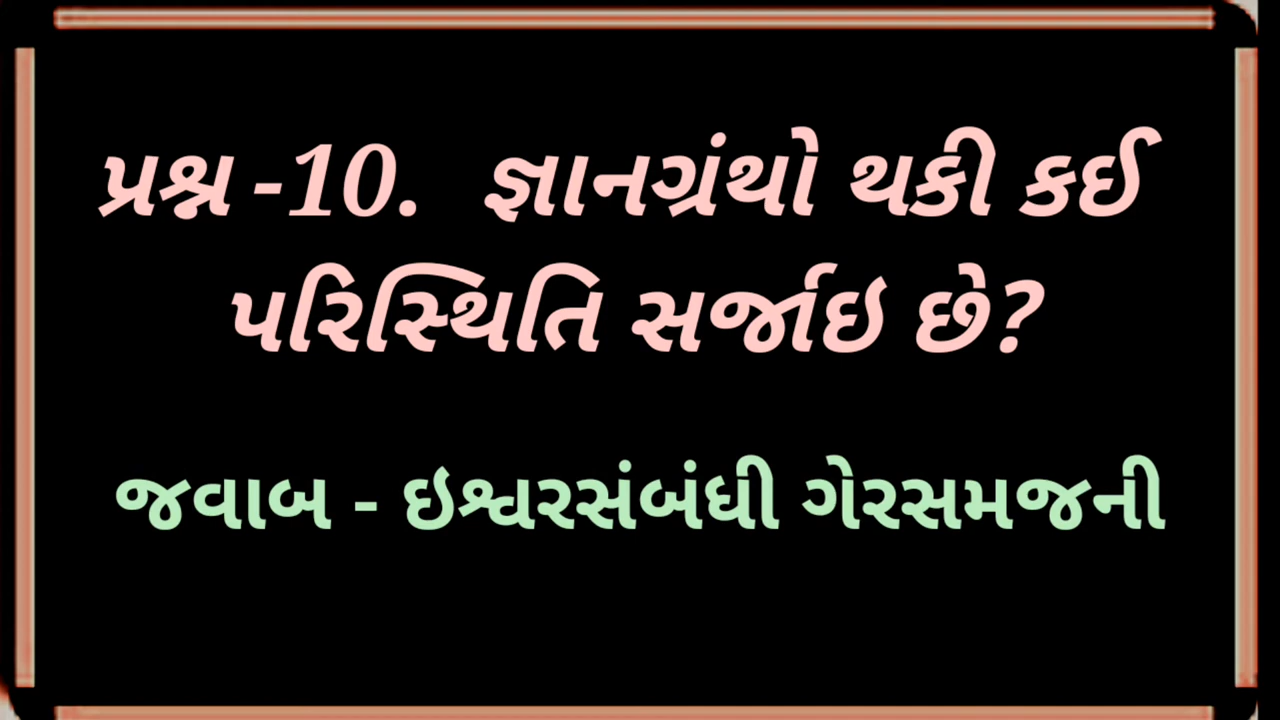 પ્રશ્ન -10. જ્ઞાનગ્રંથો થકી કઈ
પરિસ્થિતિ સર્જાઇ છે?
જવાબ - ઇશ્વરસંબંધી ગેરસમજની